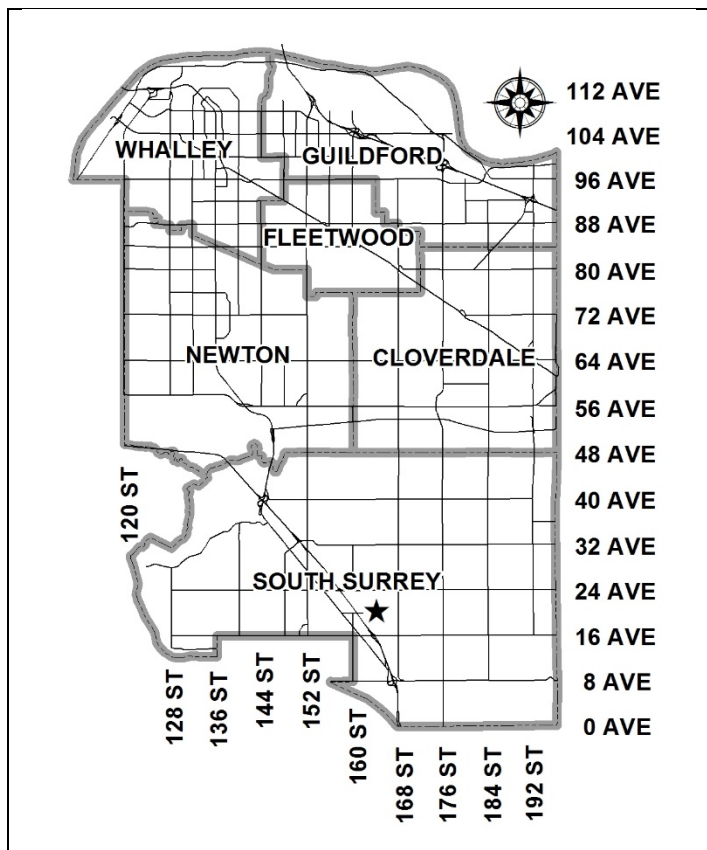 112 AVE
104 AVE
WHALLEY
GUILDFORD
96 AVE
88 AVE
FLEETWOOD
80 AVE
72 AVE
NEWTON
CLOVERDALE
64 AVE
56 AVE
48 AVE
120 ST
40 AVE
32 AVE
SOUTH SURREY
24 AVE
16 AVE
8 AVE
0 AVE
128 ST
136 ST
144 ST
152 ST
160 ST
168 ST
176 ST
184 ST
192 ST